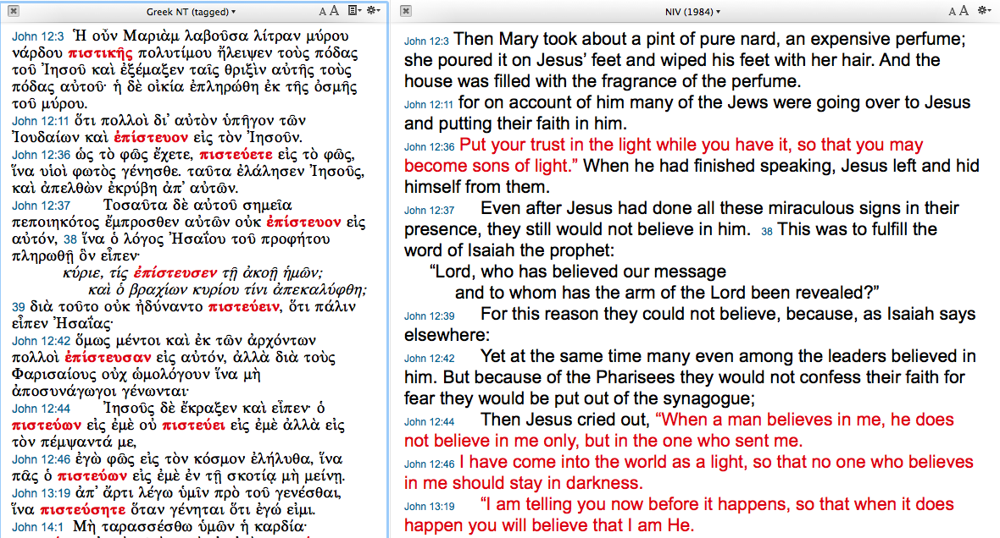 Greek NT (tagged)
A A
John 12:3 Ἡ οὖν Μαριὰμ λαβοῦσα λίτραν μύρου
νάρδου πιστικῆς πολυτίμου ἤλειψεν τοὺς πόδας
τοῦ Ἰησοῦ καὶ ἐξέμαξεν ταῖς θριξὶν αὐτῆς τοὺς
πόδας αὐτοῦ· ἡ δὲ οἰκία ἐπληρώθη ἐκ τῆς ὀσμῆς
τοῦ μύρου.
John 12:11 ὅτι πολλοὶ δι’ αὐτὸν ὑπῆγον τῶν
Ἰουδαίων καὶ ἐπίστευον εἰς τὸν Ἰησοῦν.
John 12:36 ὡς τὸ φῶς ἔχετε, πιστεύετε εἰς τὸ φῶς,
ἵνα υἱοὶ φωτὸς γένησθε. ταῦτα ἐλάλησεν Ἰησοῦς,
καὶ ἀπελθὼν ἐκρύβη ἀπ’ αὐτῶν.
John 12:37 Τοσαῦτα δὲ αὐτοῦ σημεῖα
πεποιηκότος ἔμπροσθεν αὐτῶν οὐκ ἐπίστευον εἰς
αὐτόν, 38 ἵνα ὁ λόγος Ἠσαΐου τοῦ προφήτου
πληρωθῇ ὃν εἶπεν·
κύριε, τίς ἐπίστευσεν τῇ ἀκοῇ ἡμῶν;
καὶ ὁ βραχίων κυρίου τίνι ἀπεκαλύφθη;
39 διὰ τοῦτο οὐκ ἠδύναντο πιστεύειν, ὅτι πάλιν
εἶπεν Ἠσαΐας·
John 12:42 ὅμως μέντοι καὶ ἐκ τῶν ἀρχόντων
πολλοὶ ἐπίστευσαν εἰς αὐτόν, ἀλλὰ διὰ τοὺς
Φαρισαίους οὐχ ὡμολόγουν ἵνα μὴ
ἀποσυνάγωγοι γένωνται·
John 12:44 Ἰησοῦς δὲ ἔκραξεν καὶ εἶπεν· ὁ
πιστεύων εἰς ἐμὲ οὐ πιστεύει εἰς ἐμὲ ἀλλὰ εἰς
τὸν πέμψαντά με,
John 12:46 ἐγὼ φῶς εἰς τὸν κόσμον ἐλήλυθα, ἵνα
πᾶς ὁ πιστεύων εἰς ἐμὲ ἐν τῇ σκοτίᾳ μὴ μείνῃ.
John 13:19 ἀπ’ ἄρτι λέγω ὑμῖν πρὸ τοῦ γενέσθαι,
ἵνα πιστεύσητε ὅταν γένηται ὅτι ἐγώ εἰμι.
John 14:1 Μὴ ταρασσέσθω ὑμῶν ἡ καρδία·
NIV (1984)
A A
John 12:3 Then Mary took about a pint of pure nard, an expensive perfume;
she poured it on Jesus’ feet and wiped his feet with her hair. And the
house was filled with the fragrance of the perfume.
John 12:11 for on account of him many of the Jews were going over to Jesus
and putting their faith in him.
John 12:36 Put your trust in the light while you have it, so that you may
become sons of light.” When he had finished speaking, Jesus left and hid
himself from them.
John 12:37 Even after Jesus had done all these miraculous signs in their
presence, they still would not believe in him. 38 This was to fulfill the
word of Isaiah the prophet:
“Lord, who has believed our message
and to whom has the arm of the Lord been revealed?”
John 12:39 For this reason they could not believe, because, as Isaiah says
elsewhere:
John 12:42 Yet at the same time many even among the leaders believed in
him. But because of the Pharisees they would not confess their faith for
fear they would be put out of the synagogue;
John 12:44 Then Jesus cried out, “When a man believes in me, he does
not believe in me only, but in the one who sent me.
John 12:46 I have come into the world as a light, so that no one who believes
in me should stay in darkness.
John 13:19 “I am telling you now before it happens, so that when it does
happen you will believe that I am He.